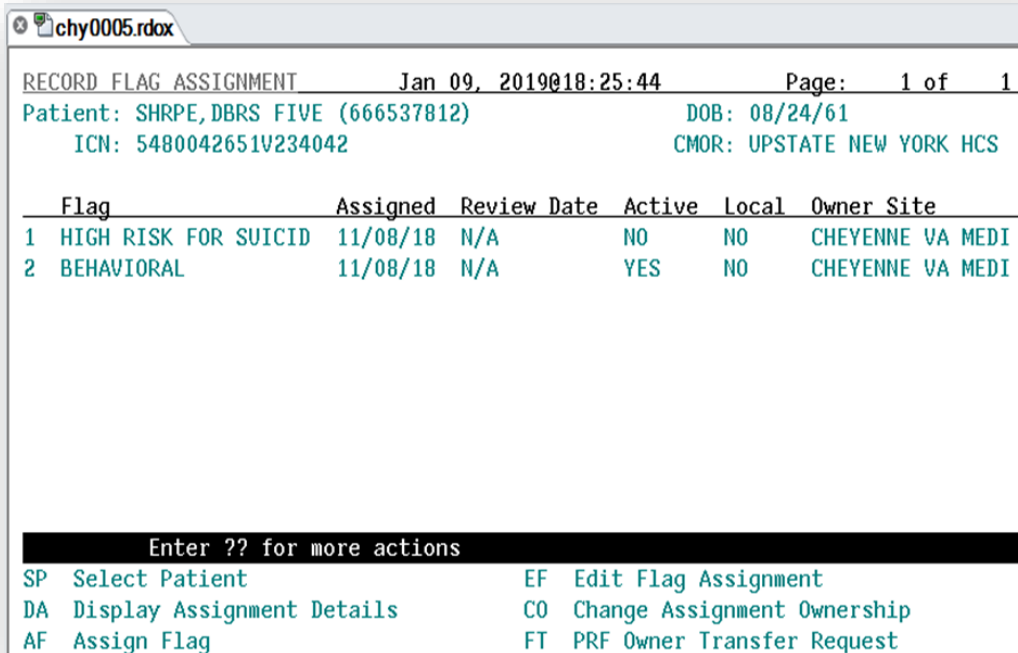 chy0005.rdox
RECORD FLAG ASSIGNMENT Jan 09, 2019@18:25:44 Page: 1 of 1
Patient: SHRPE,DBRS FIVE (666537812) DOB: 08/24/61
ICN: 5480042651V234042 CMOR: UPSTATE NEW YORK HCS
Flag Assigned Review Date Active Local Owner Site
1 HIGH RISK FOR SUICID 11/08/18 N/A NO NO CHEYENNE VA MEDI
2 BEHAVIORAL 11/08/18 N/A YES NO CHEYENNE VA MEDI
Enter ?? for more actions
SP Select Patient EF Edit Flag Assignment
DA Display Assignment Details CO Change Assignment Ownership
AF Assign Flag FT PRF Owner Transfer Request